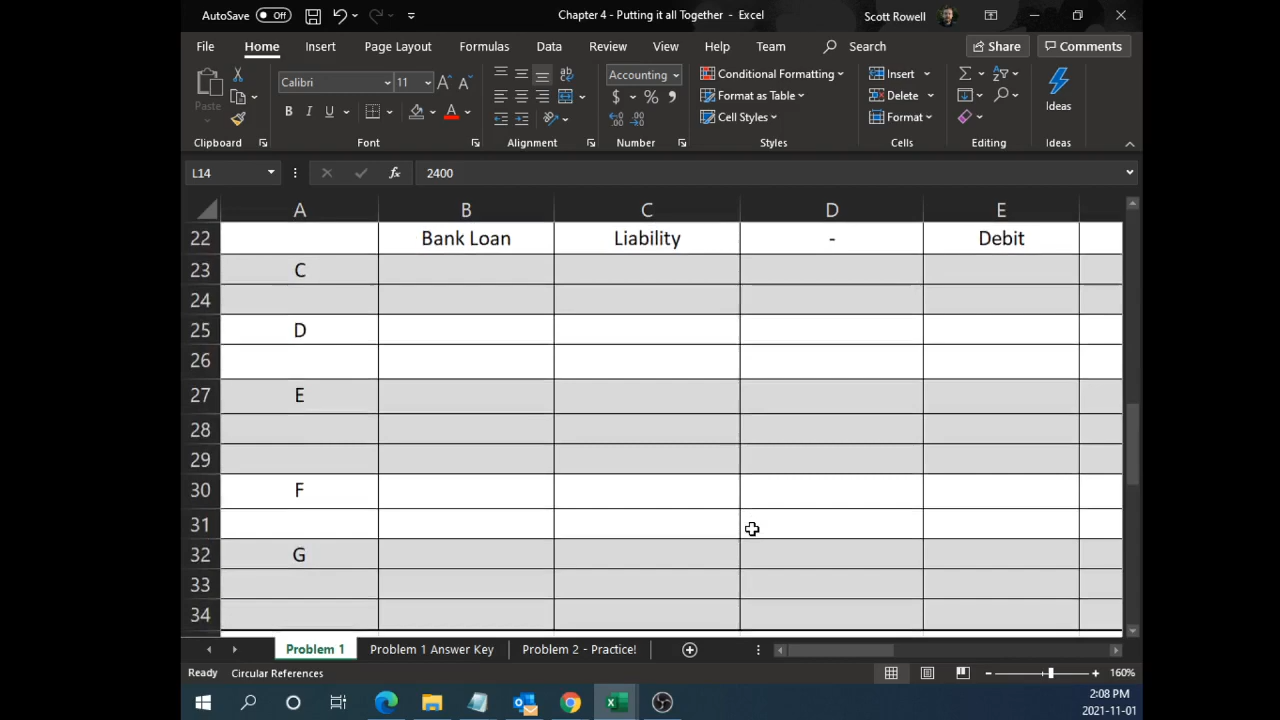 AutoSave Off Chapter 4 - Putting it all Together - Excel Scott Rowell
File Home Insert Page Layout Formulas Data Review View Help Team Search Share Comments
Paste Calibri 11 A A ab Accounting Conditional Formatting Insert Σ Ideas
B I U A $ % , Format as Table Delete
Cell Styles Format
Clipboard Font Alignment Number Styles Cells Editing Ideas
L14 fx 2400
A B C D E
22 Bank Loan Liability - Debit
23 C
24
25 D
26
27 E
28
29
30 F
31
32 G
33
34
Problem 1 Problem 1 Answer Key Problem 2 - Practice!
Ready Circular References 160%
2:08 PM
2021-11-01